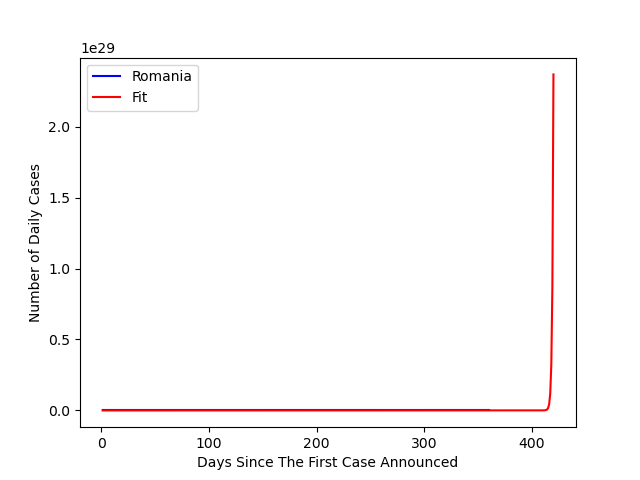 1e29
Romania
Fit
2.0
1.5
1.0
0.5
0.0
Number of Daily Cases
0
100
200
300
400
Days Since The First Case Announced